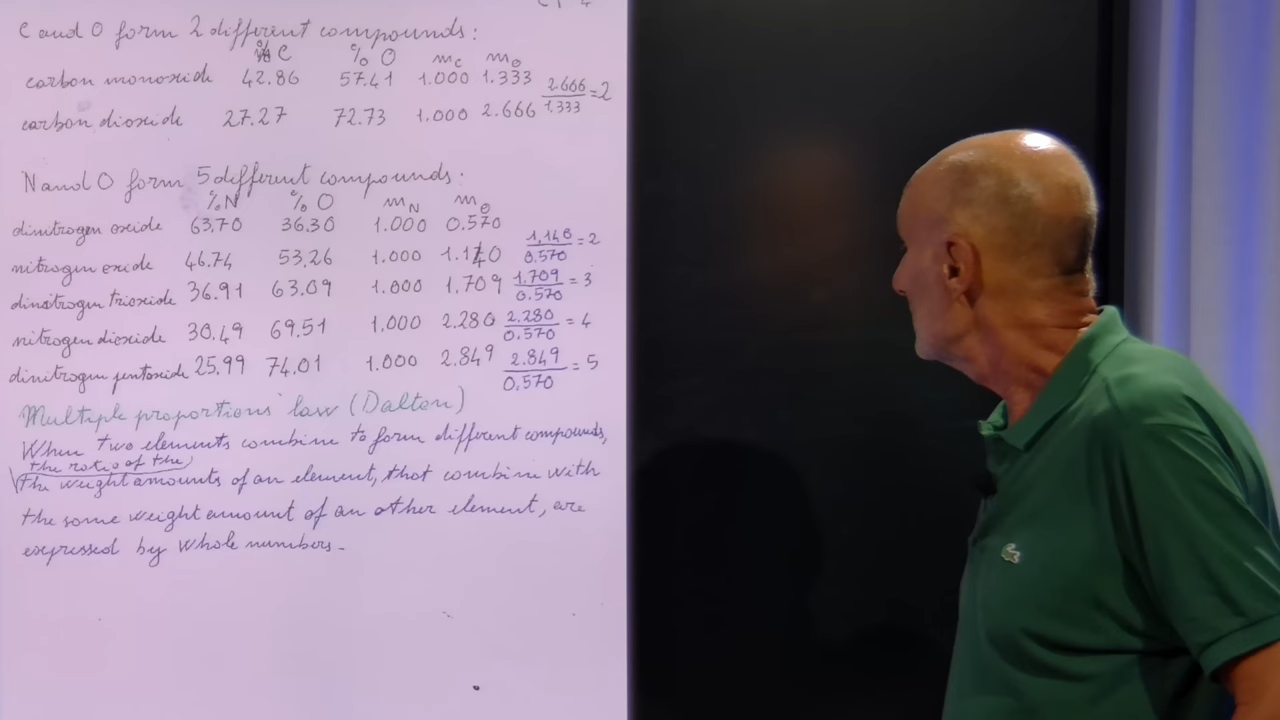 C and O form 2 different compounds:
% C % O mC mO
carbon monoxide 42.86 57.41 1.000 1.333 2.666/1.333 = 2
carbon dioxide 27.27 72.73 1.000 2.666
N and O form 5 different compounds:
% N % O mN mO
dinitrogen oxide 63,70 36.30 1.000 0.570
nitrogen oxide 46.74 53.26 1.000 1.140 1,140/0.570 = 2
dinitrogen trioxide 36.91 63.09 1.000 1.709 1.709/0.570 = 3
nitrogen dioxide 30.49 69.51 1.000 2.280 2.280/0.570 = 4
dinitrogen pentoxide 25.99 74.01 1.000 2.849 2.849/0.570 = 5
Multiple proportions' law (Dalton)
When two elements combine to form different compounds,
the ratio of the
the weight amounts of an element, that combine with
the same weight amount of an other element, are
expressed by whole numbers.